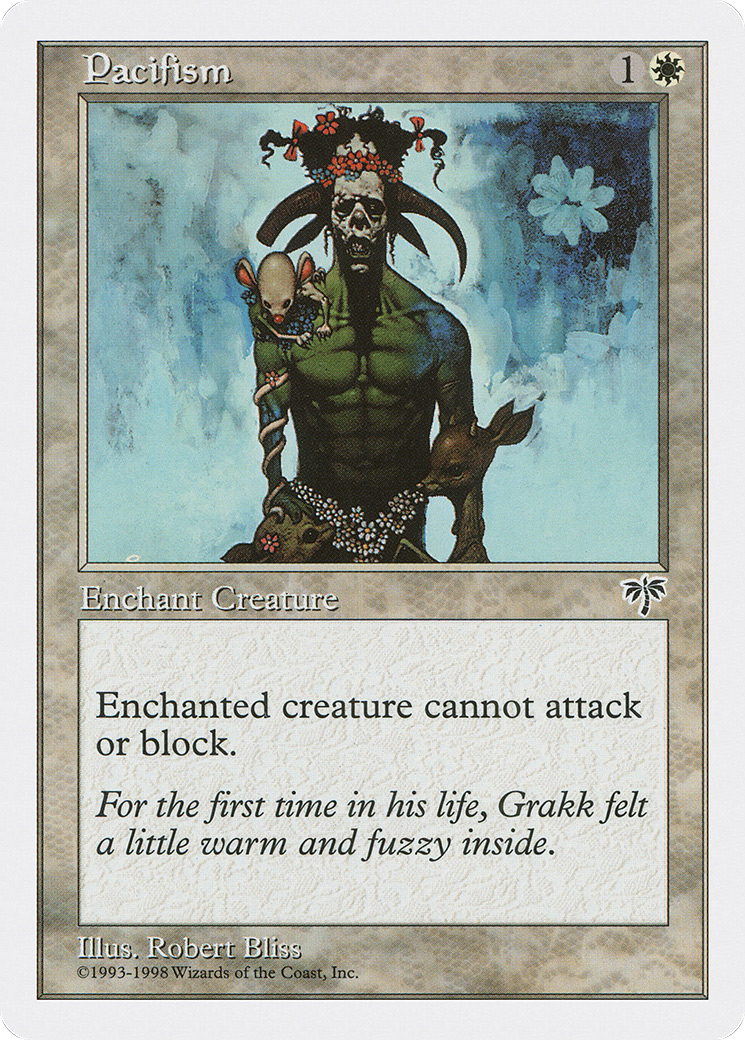 Pacifism 1
Enchant Creature
Enchanted creature cannot attack
or block.
For the first time in his life, Grakk felt
a little warm and fuzzy inside.
Illus. Robert Bliss
©1993-1998 Wizards of the Coast, Inc.